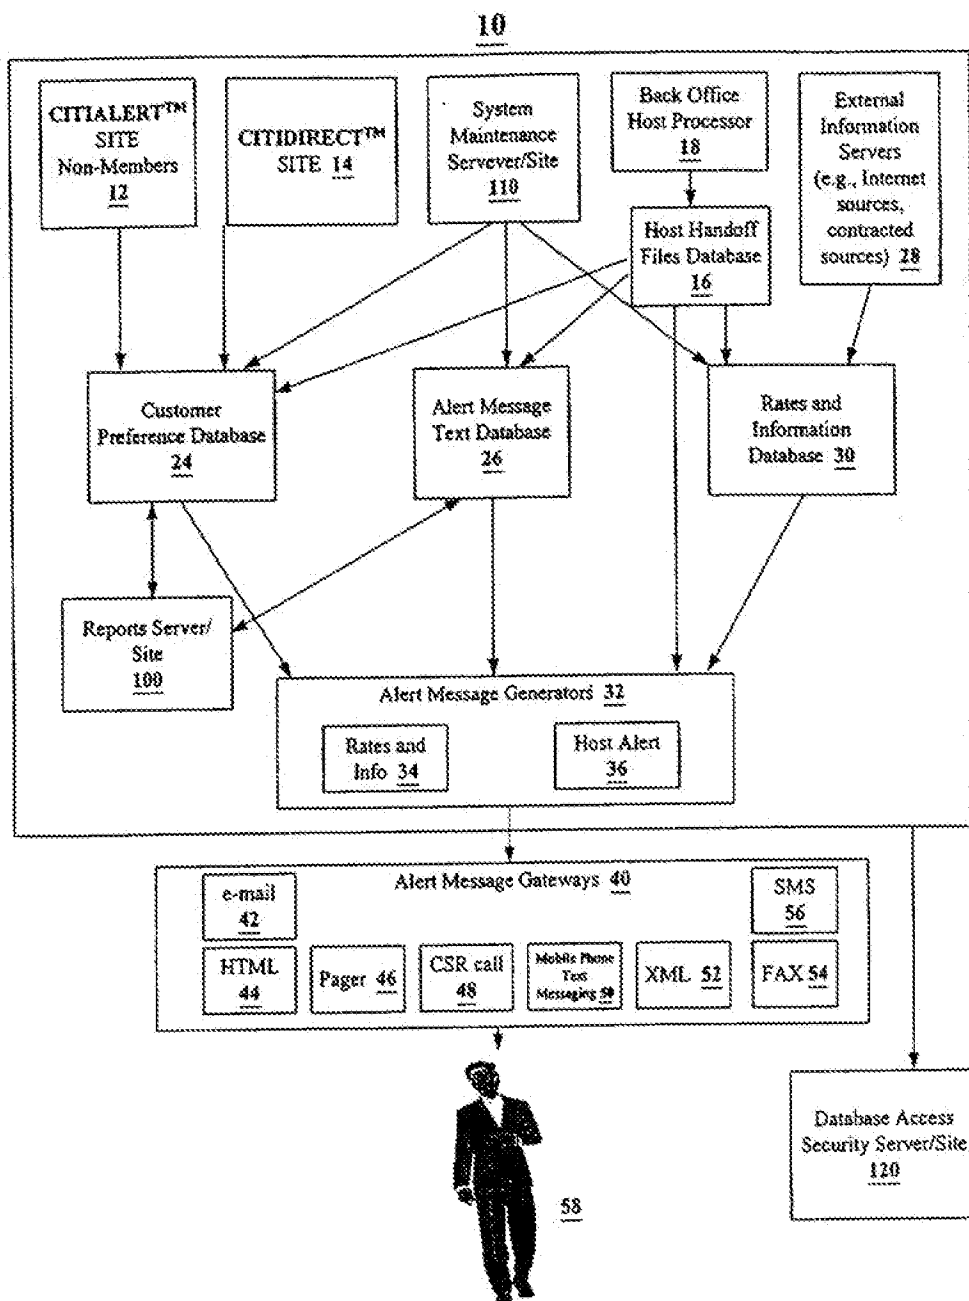 10
CITIALERT™
SITE
Non-Members
12
CITIDIRECT™
SITE 14
System
Maintenance
Servever/Site
110
Back Office
Host Processor
18
External
Information
Servers
(e.g., Internet
sources,
contracted
sources) 28
Host Handoff
Files Database
16
Customer
Preference Database
24
Alert Message
Text Database
26
Rates and
Information
Database 30
Reports Server/
Site
100
Alert Message Generators 32
Rates and
Info 34
Host Alert
36
Alert Message Gateways 40
e-mail
42
SMS
56
HTML
44
Pager 46
CSR call
48
Mobile Phone
Text
Messaging 50
XML 52
FAX 54
58
Database Access
Security Server/Site
120